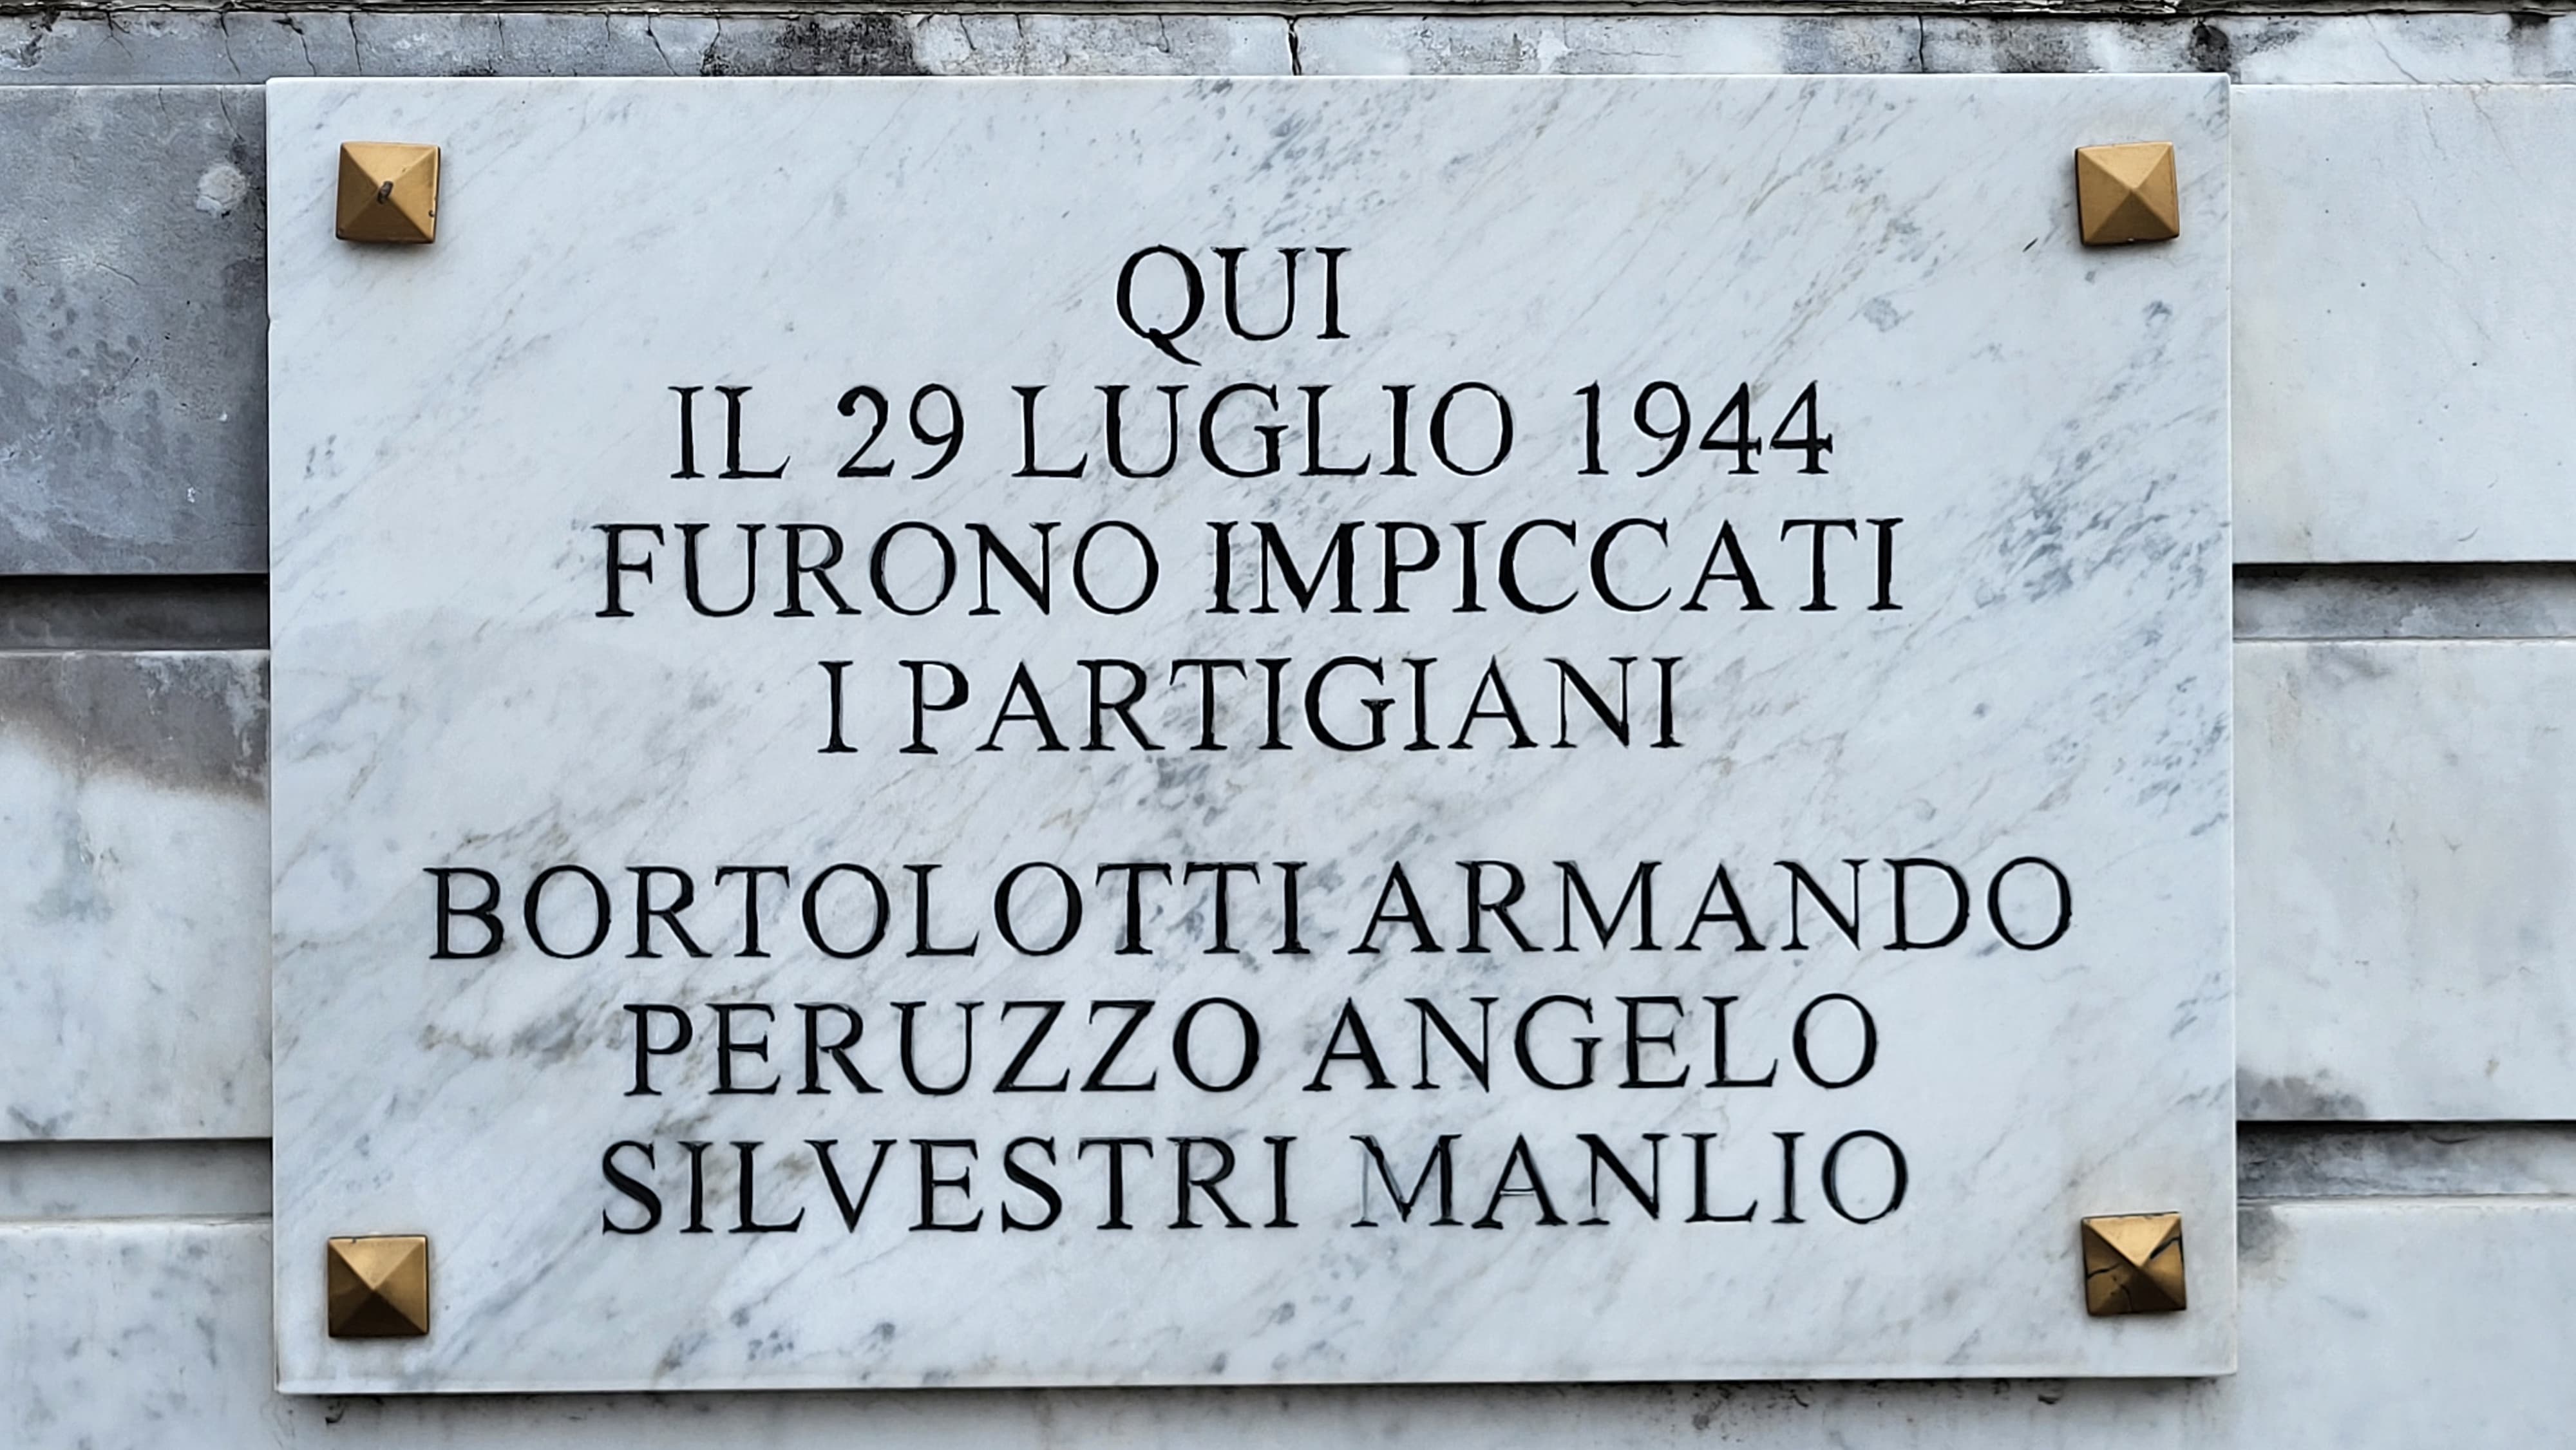 QUI
IL 29 LUGLIO 1944
FURONO IMPICCATI
I PARTIGIANI
BORTOLOTTI ARMANDO
PERUZZO ANGELO
SILVESTRI MANLIO